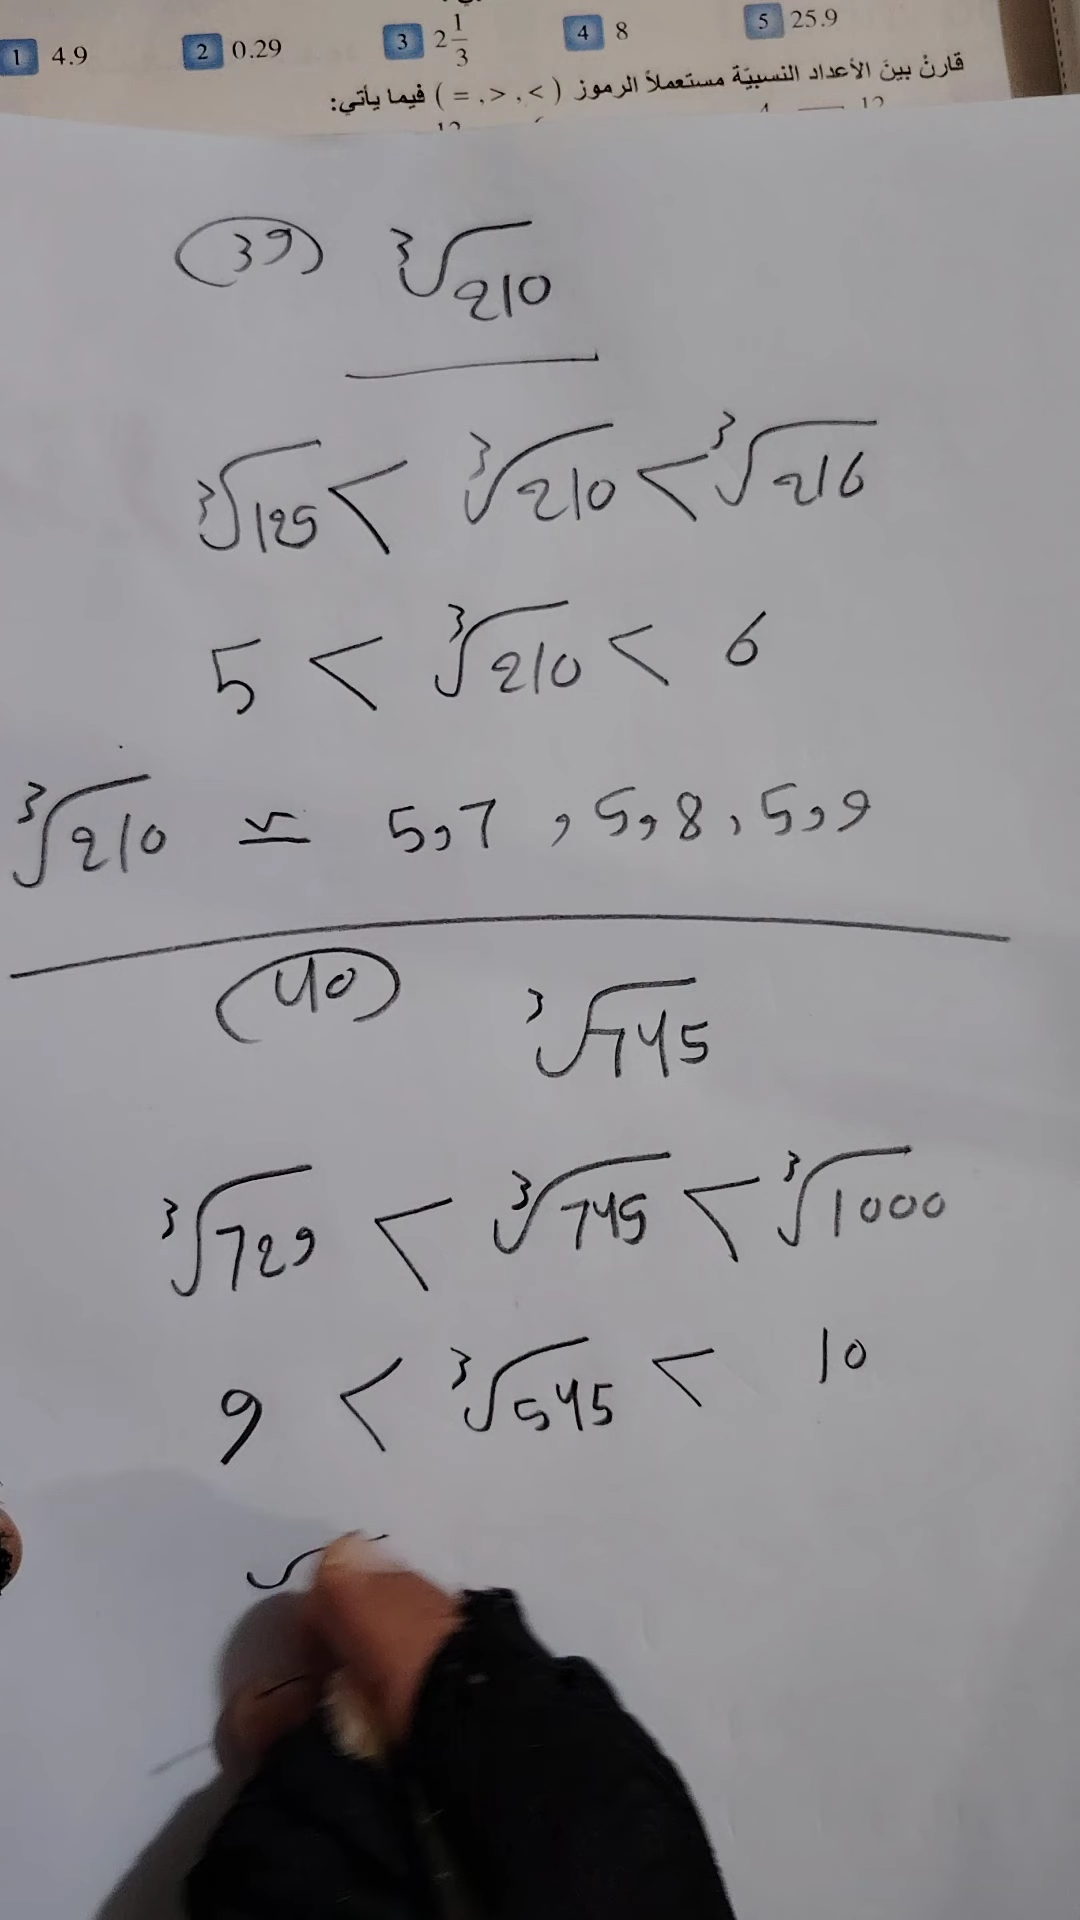 1 4.9 2 0.29 3 2 1/3 4 8 5 25.9
قارنْ بينَ الأعداد النسبيّة مستعملاً الرموز ( > , < , = ) فيما يأتي:
(39) ∛210
∛125 < ∛210 < ∛216
5 < ∛210 < 6
∛210 ≃ 5,7 , 5,8 , 5,9
(40) ∛745
∛729 < ∛745 < ∛1000
9 < ∛545 < 10